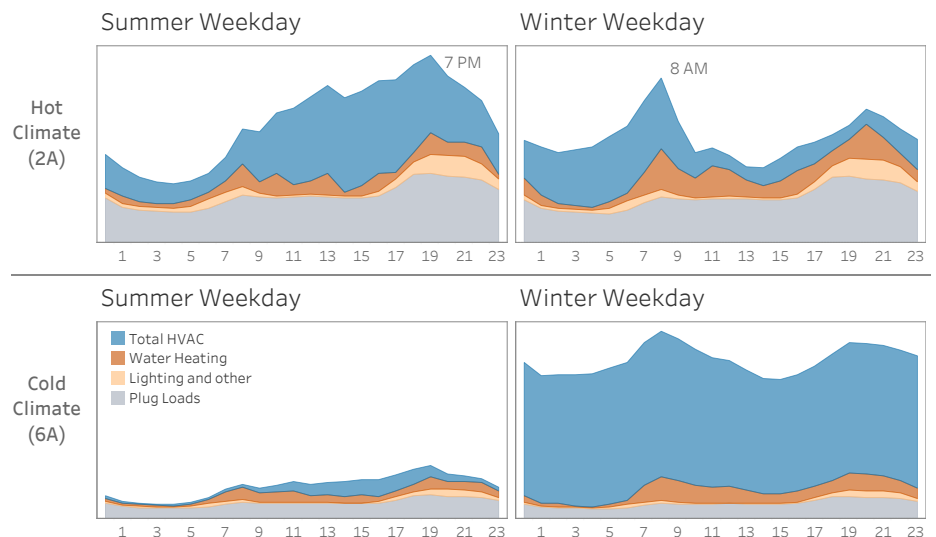 Summer Weekday
Winter Weekday
Hot
Climate
(2A)
7 PM
8 AM
1 3 5 7 9 11 13 15 17 19 21 23
1 3 5 7 9 11 13 15 17 19 21 23
Summer Weekday
Winter Weekday
Cold
Climate
(6A)
Total HVAC
Water Heating
Lighting and other
Plug Loads
1 3 5 7 9 11 13 15 17 19 21 23
1 3 5 7 9 11 13 15 17 19 21 23